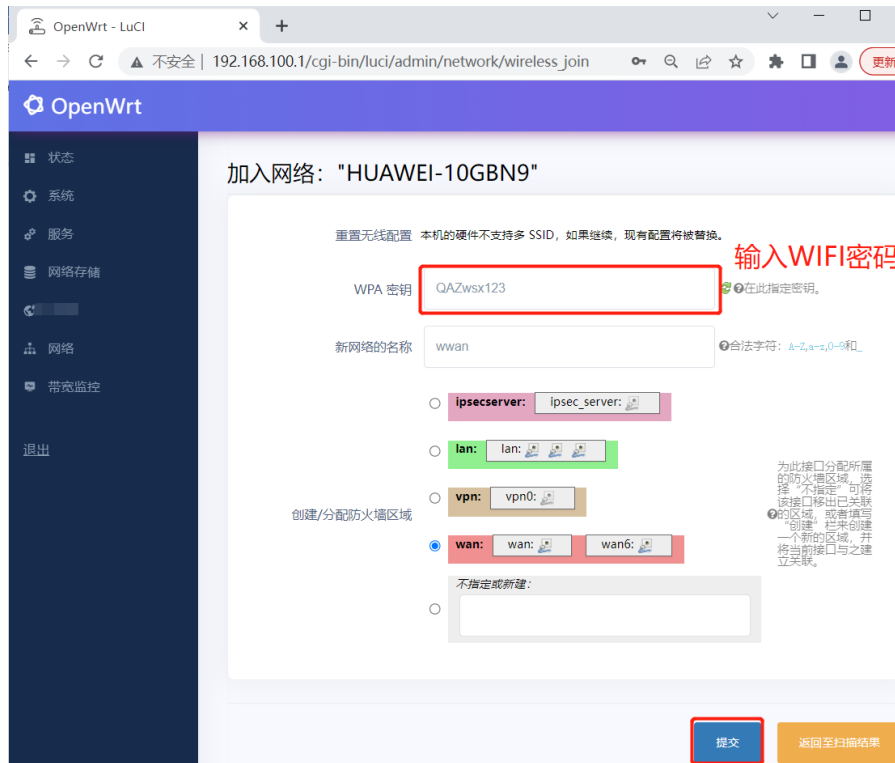 OpenWrt - LuCI
不安全 | 192.168.100.1/cgi-bin/luci/admin/network/wireless_join
更新
OpenWrt
状态
系统
服务
网络存储
网络
带宽监控
退出
加入网络："HUAWEI-10GBN9"
重置无线配置 本机的硬件不支持多 SSID，如果继续，现有配置将被替换。
输入WIFI密码
WPA 密钥 QAZwsx123 在此指定密钥。
新网络的名称 wwan 合法字符：A-Z,a-z,0-9和_
创建/分配防火墙区域
ipsecserver: ipsec_server:
lan: lan:
vpn: vpn0:
wan: wan: wan6:
不指定或新建：
为此接口分配所属
的防火墙区域，选
择“不指定”可将
该接口移出已关联
的区域，或者填写
“创建”栏来创建
一个新的区域，并
将当前接口与之建
立关联。
提交 返回至扫描结果